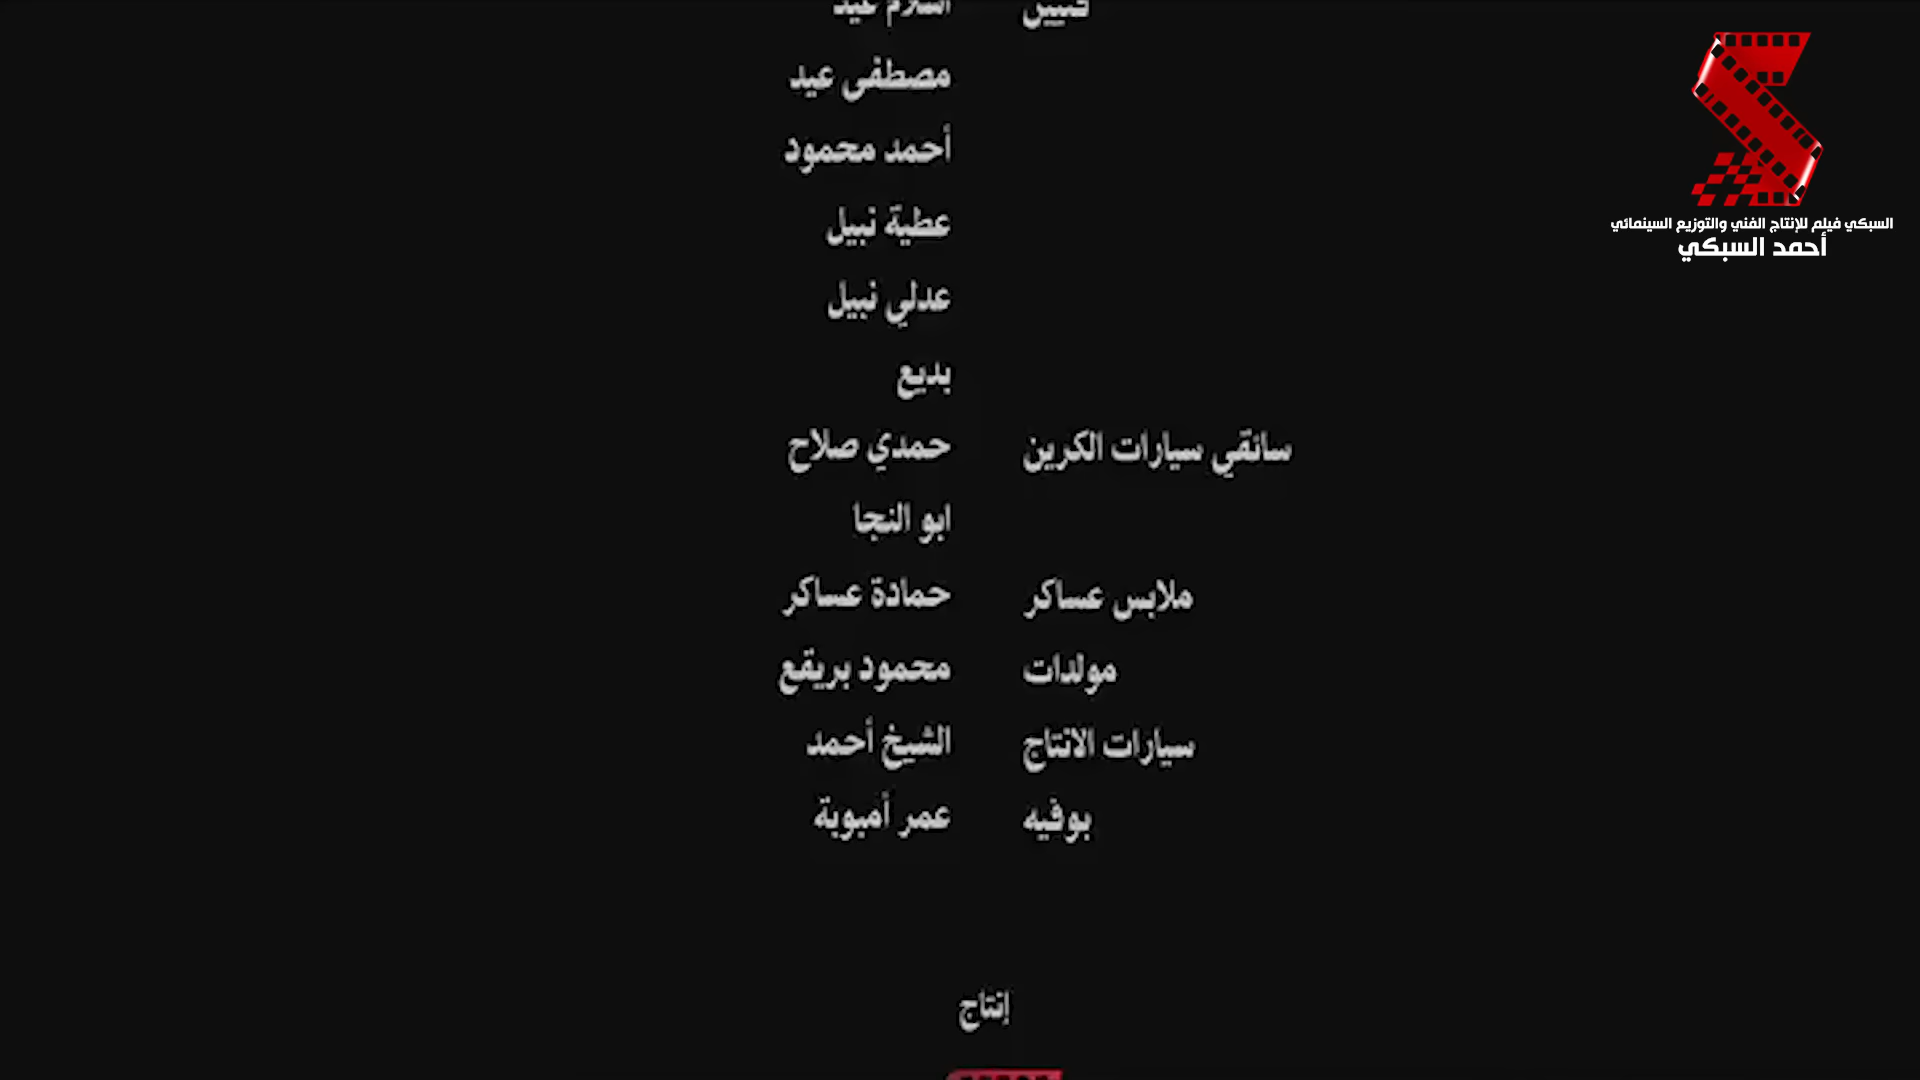 السلام عيد
مصطفى عيد
أحمد محمود
عطية نبيل
عدلي نبيل
بديع
سائقي سيارات الكرين حمدي صلاح
ابو النجا
ملابس عساكر حمادة عساكر
مولدات محمود بريقع
سيارات الانتاج الشيخ أحمد
بوفيه عمر أمبوبة
إنتاج
السبكي فيلم للإنتاج الفني والتوزيع السينمائي
أحمد السبكي